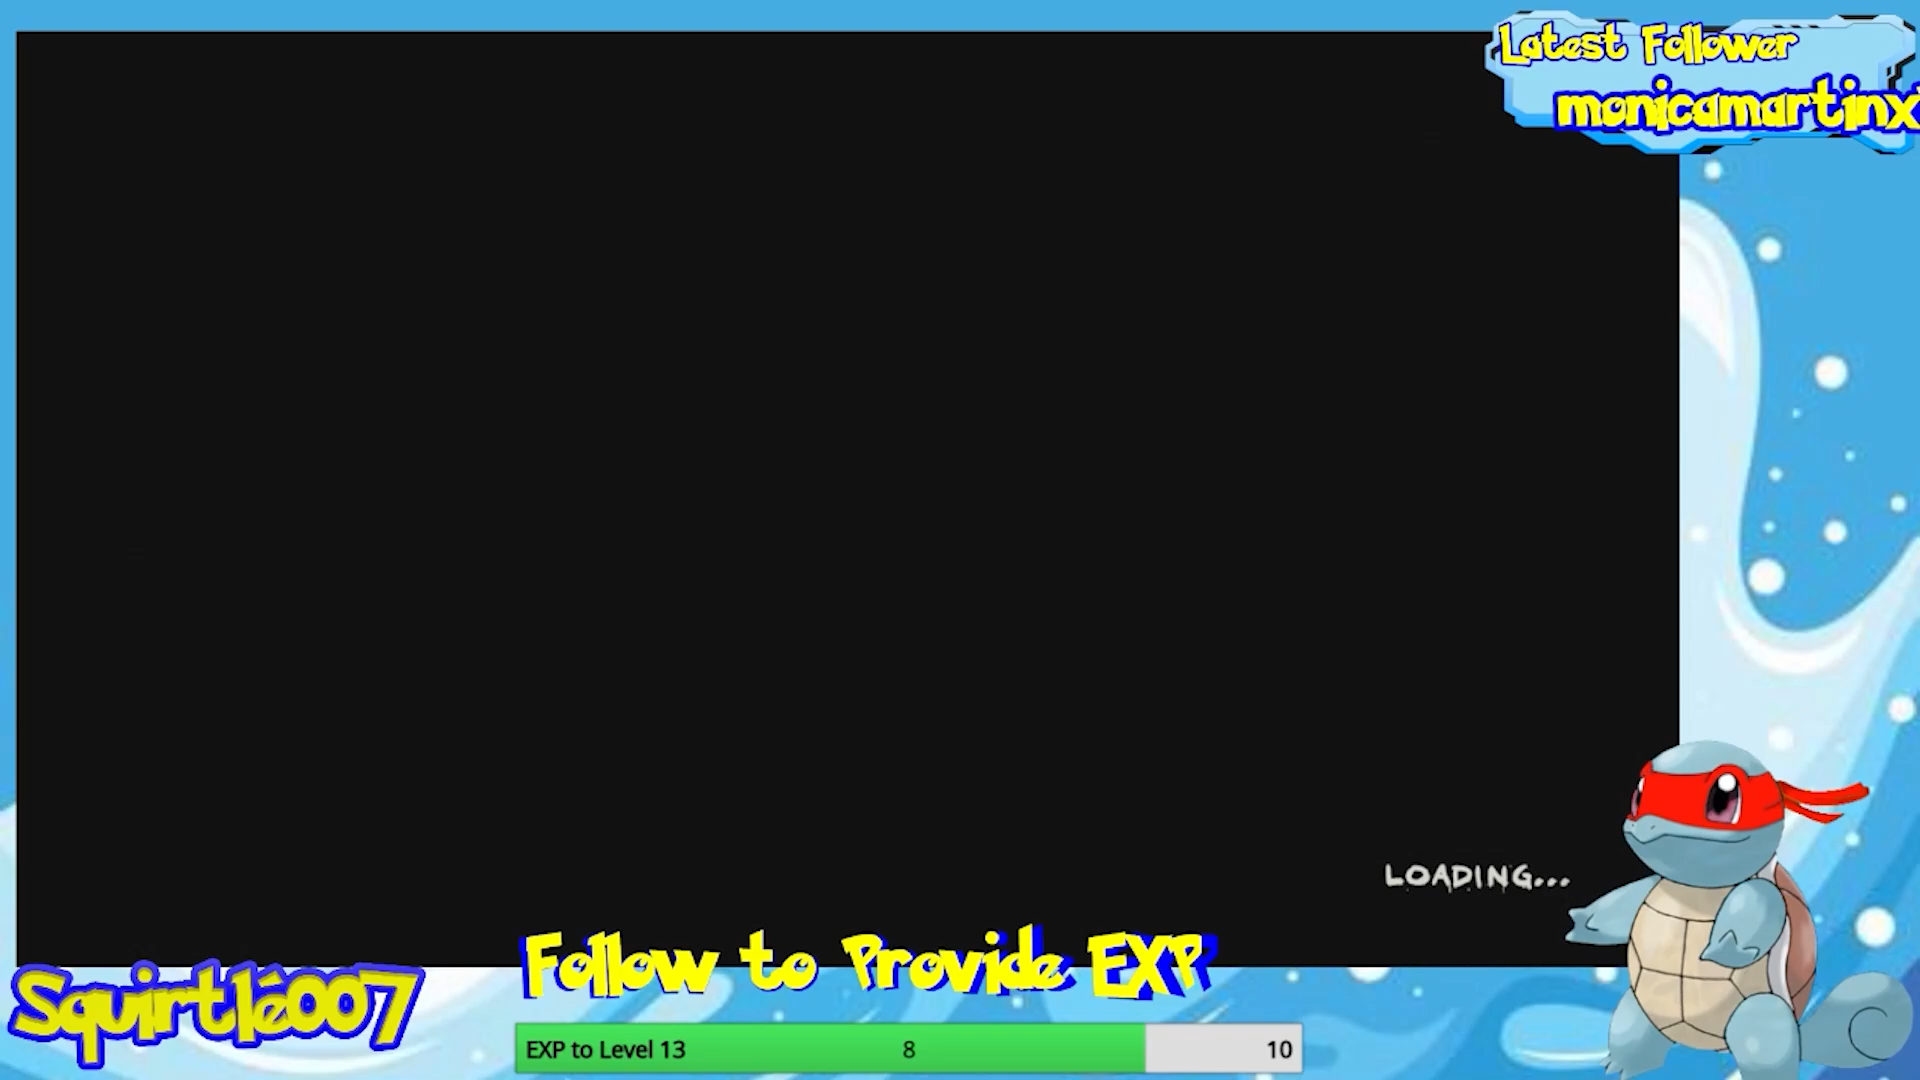 Latest Follower
monicamartinx
LOADING...
Follow to Provide EXP
Squirtle007
EXP to Level 13 8 10